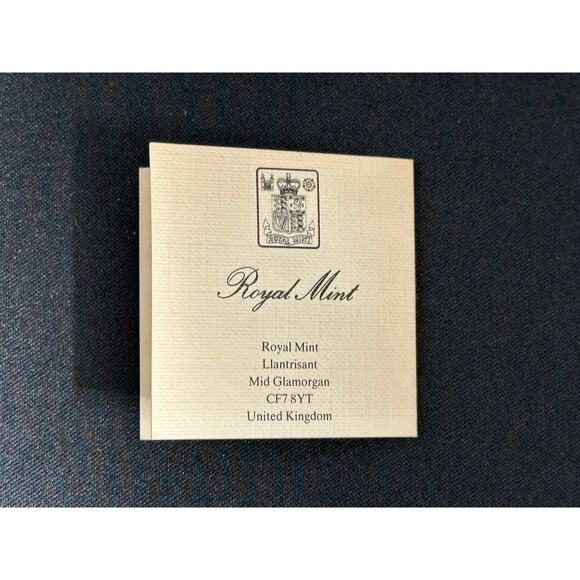 ROYAL MINT
Royal Mint
Royal Mint
Llantrisant
Mid Glamorgan
CF7 8YT
United Kingdom